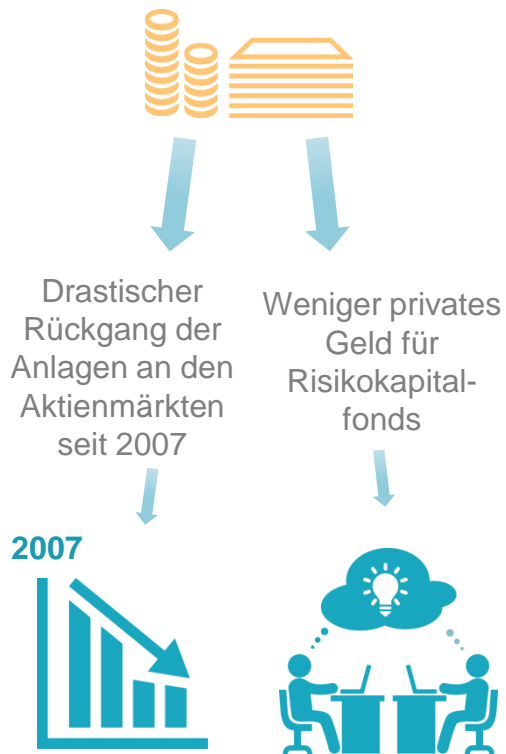 Drastischer
Rückgang der
Anlagen an den
Aktienmärkten
seit 2007
Weniger privates
Geld für
Risikokapital-
fonds
2007